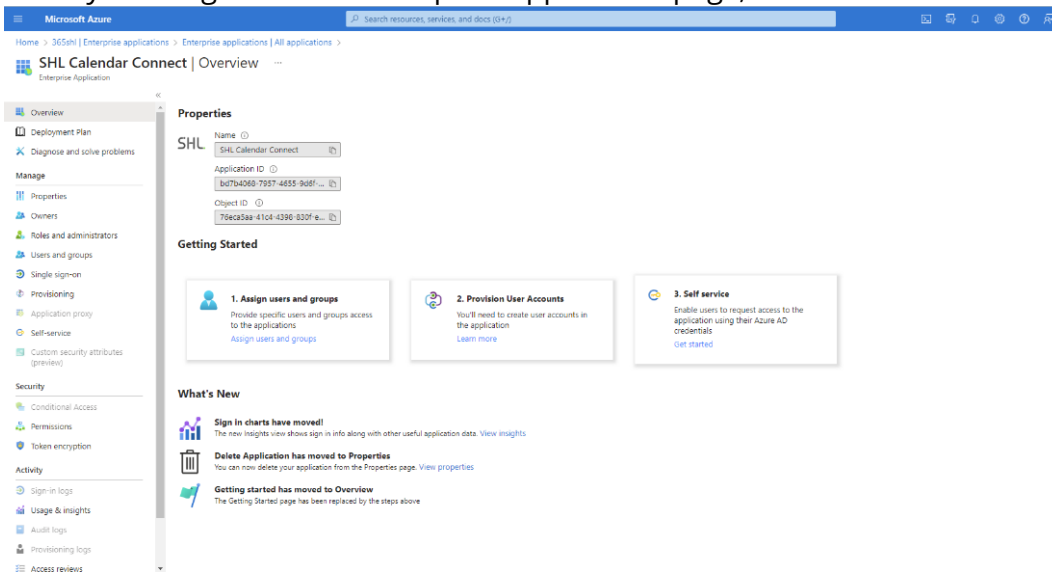 Microsoft Azure
Search resources, services, and docs (G+/)
Home > 365shl | Enterprise applications > Enterprise applications | All applications >
SHL Calendar Connect | Overview ...
Enterprise Application
Overview
Deployment Plan
Diagnose and solve problems
Manage
Properties
Owners
Roles and administrators
Users and groups
Single sign-on
Provisioning
Application proxy
Self-service
Custom security attributes
(preview)
Security
Conditional Access
Permissions
Token encryption
Activity
Sign-in logs
Usage & insights
Audit logs
Provisioning logs
Access reviews
Properties
SHL
Name
SHL Calendar Connect
Application ID
bd7b4068-7957-4655-9d6f-...
Object ID
76eca5aa-41c4-4398-830f-e...
Getting Started
1. Assign users and groups
Provide specific users and groups access
to the applications
Assign users and groups
2. Provision User Accounts
You'll need to create user accounts in
the application
Learn more
3. Self service
Enable users to request access to the
application using their Azure AD
credentials
Get started
What's New
Sign in charts have moved!
The new Insights view shows sign in info along with other useful application data. View insights
Delete Application has moved to Properties
You can now delete your application from the Properties page. View properties
Getting started has moved to Overview
The Getting Started page has been replaced by the steps above